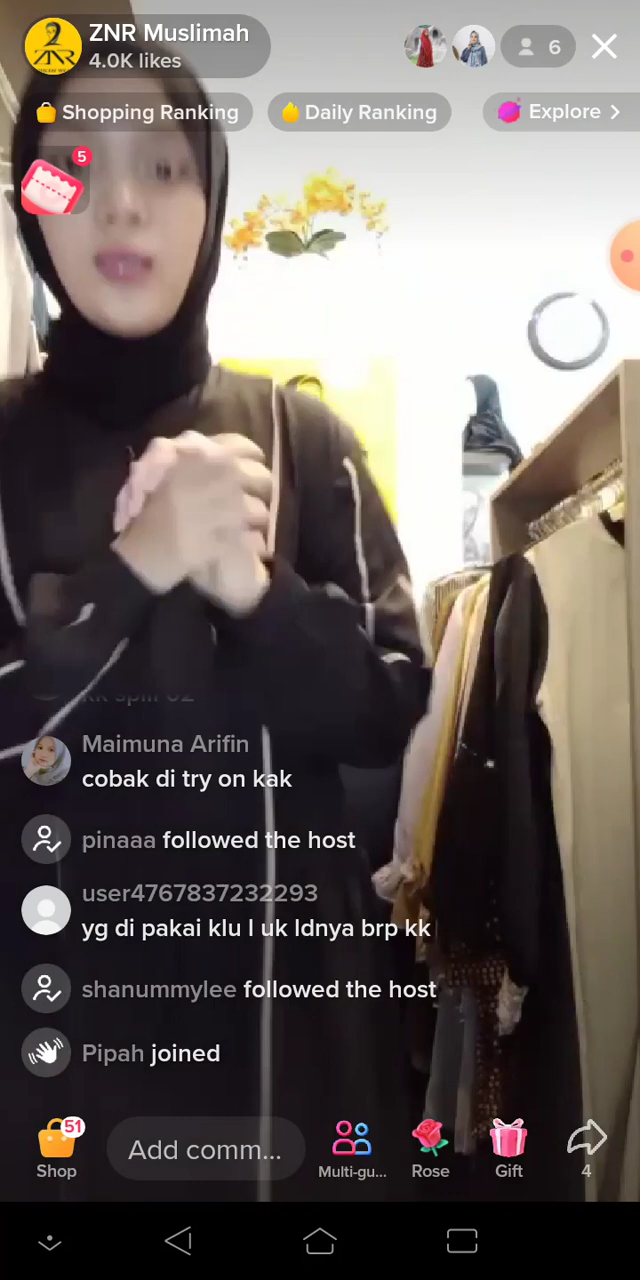 ZNR Muslimah
4.0K likes
6
Shopping Ranking
Daily Ranking
Explore
5
ZNR
Maimuna Arifin
cobak di try on kak
pinaaa followed the host
user4767837232293
yg di pakai klu l uk ldnya brp kk
shanummylee followed the host
Pipah joined
51
Shop
Add comm...
Multi-gu...
Rose
Gift
4